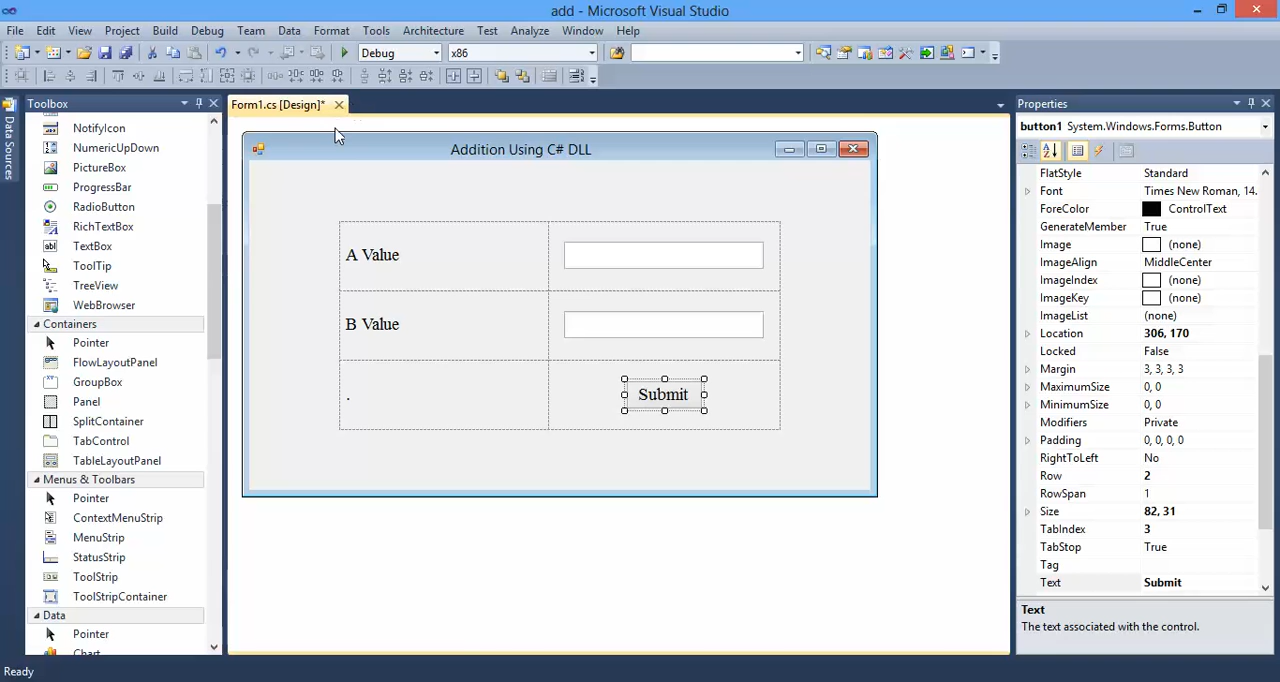 add - Microsoft Visual Studio
File Edit View Project Build Debug Team Data Format Tools Architecture Test Analyze Window Help
Debug x86
Data Sources
Toolbox
NotifyIcon
NumericUpDown
PictureBox
ProgressBar
RadioButton
RichTextBox
TextBox
ToolTip
TreeView
WebBrowser
Containers
Pointer
FlowLayoutPanel
GroupBox
Panel
SplitContainer
TabControl
TableLayoutPanel
Menus & Toolbars
Pointer
ContextMenuStrip
MenuStrip
StatusStrip
ToolStrip
ToolStripContainer
Data
Pointer
Chart
Form1.cs [Design]*
Addition Using C# DLL
A Value
B Value
. Submit
Properties
button1 System.Windows.Forms.Button
FlatStyle Standard
Font Times New Roman, 14.
ForeColor ControlText
GenerateMember True
Image (none)
ImageAlign MiddleCenter
ImageIndex (none)
ImageKey (none)
ImageList (none)
Location 306, 170
Locked False
Margin 3, 3, 3, 3
MaximumSize 0, 0
MinimumSize 0, 0
Modifiers Private
Padding 0, 0, 0, 0
RightToLeft No
Row 2
RowSpan 1
Size 82, 31
TabIndex 3
TabStop True
Tag
Text Submit
Text
The text associated with the control.
Ready